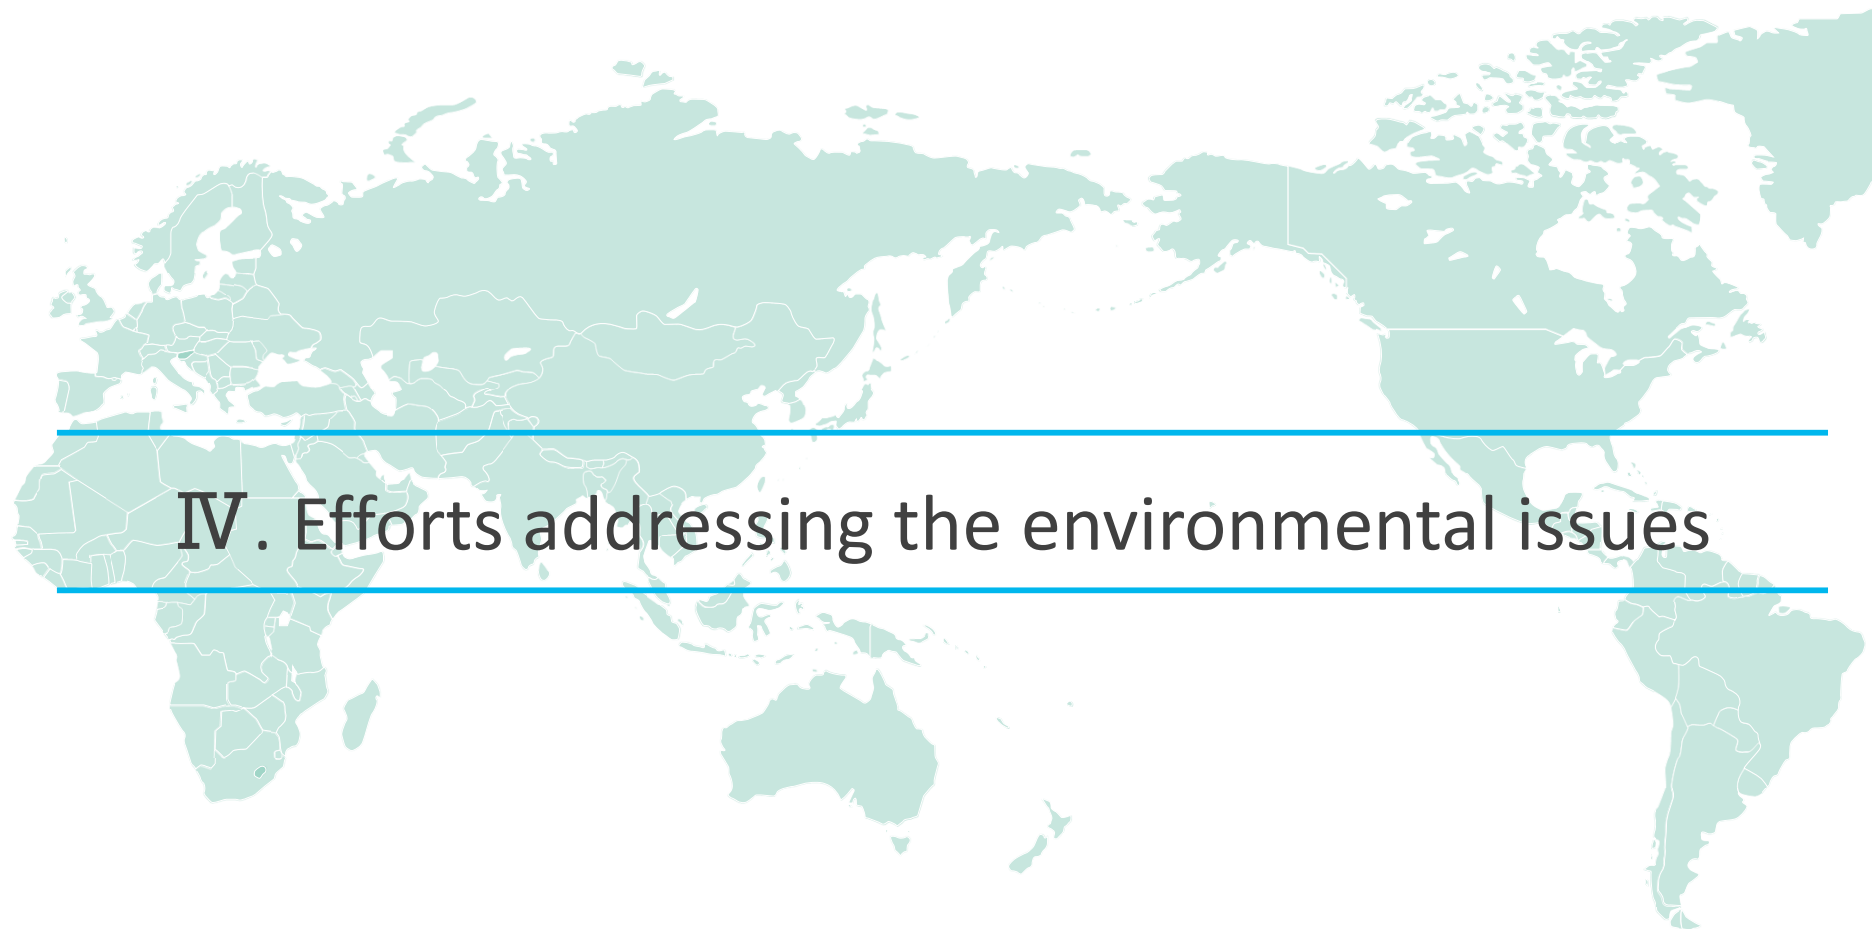 Ⅳ. Efforts addressing the environmental issues